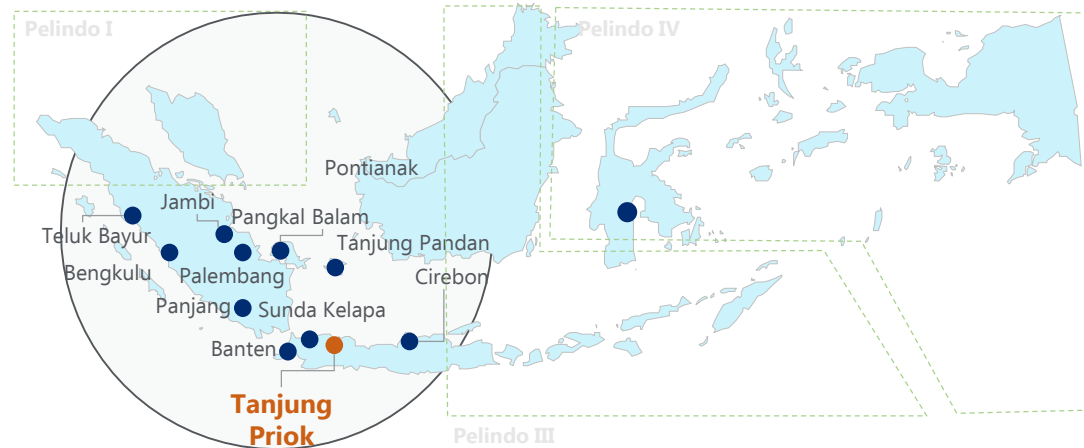 Pelindo I
Pelindo IV
Pontianak
Jambi
Pangkal Balam
Teluk Bayur
Tanjung Pandan
Bengkulu
Palembang
Cirebon
Panjang
Sunda Kelapa
Banten
Tanjung
Priok
Pelindo III